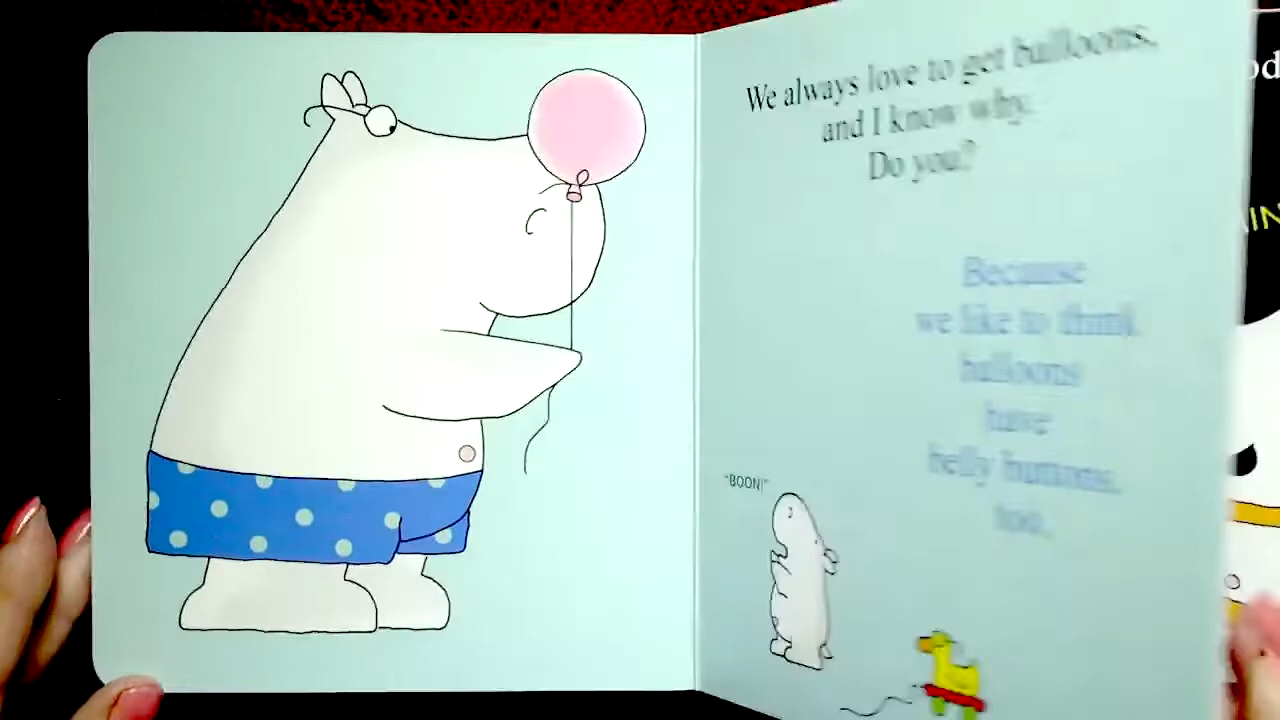 We always love to get balloons,
and I know why.
Do you?
Because
we like to think
balloons
have
belly buttons,
too.
"BOON!"